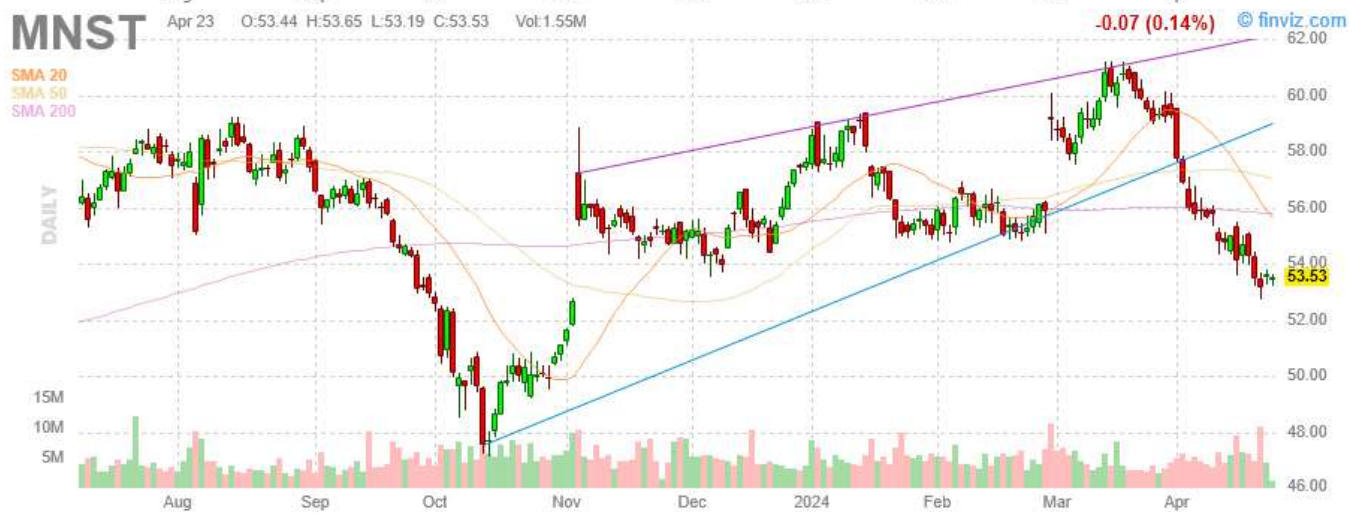 MNST Apr 23 O:53.44 H:53.65 L:53.19 C:53.53 Vol:1.55M -0.07 (0.14%) © finviz.com
62.00
SMA 20
SMA 50
60.00
SMA 200
58.00
DAILY
56.00
54.00
53.53
52.00
50.00
15M
10M
48.00
5M
46.00
Aug Sep Oct Nov Dec 2024 Feb Mar Apr